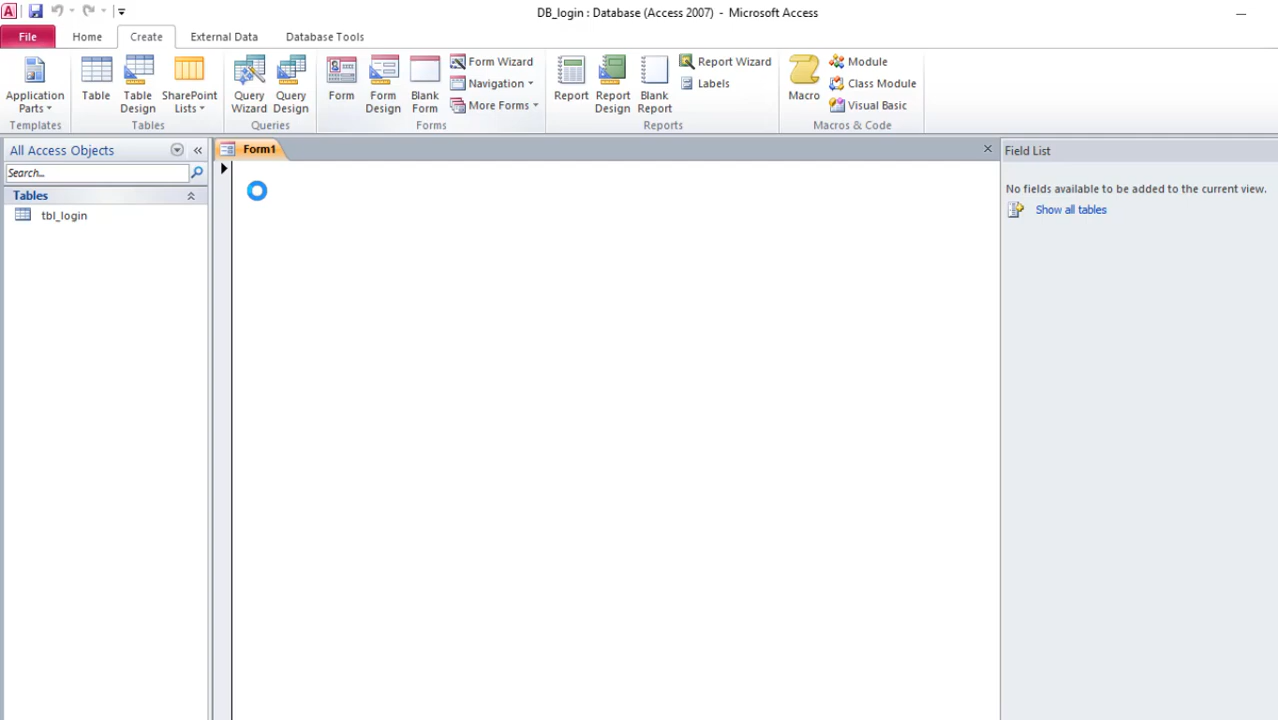 DB_login : Database (Access 2007) - Microsoft Access
File Home Create External Data Database Tools
Application Parts
Table
Table Design
SharePoint Lists
Query Wizard
Query Design
Form
Form Design
Blank Form
Form Wizard
Navigation
More Forms
Report
Report Design
Blank Report
Report Wizard
Labels
Macro
Module
Class Module
Visual Basic
Templates Tables Queries Forms Reports Macros & Code
All Access Objects
Search...
Tables
tbl_login
Form1
Field List
No fields available to be added to the current view.
Show all tables